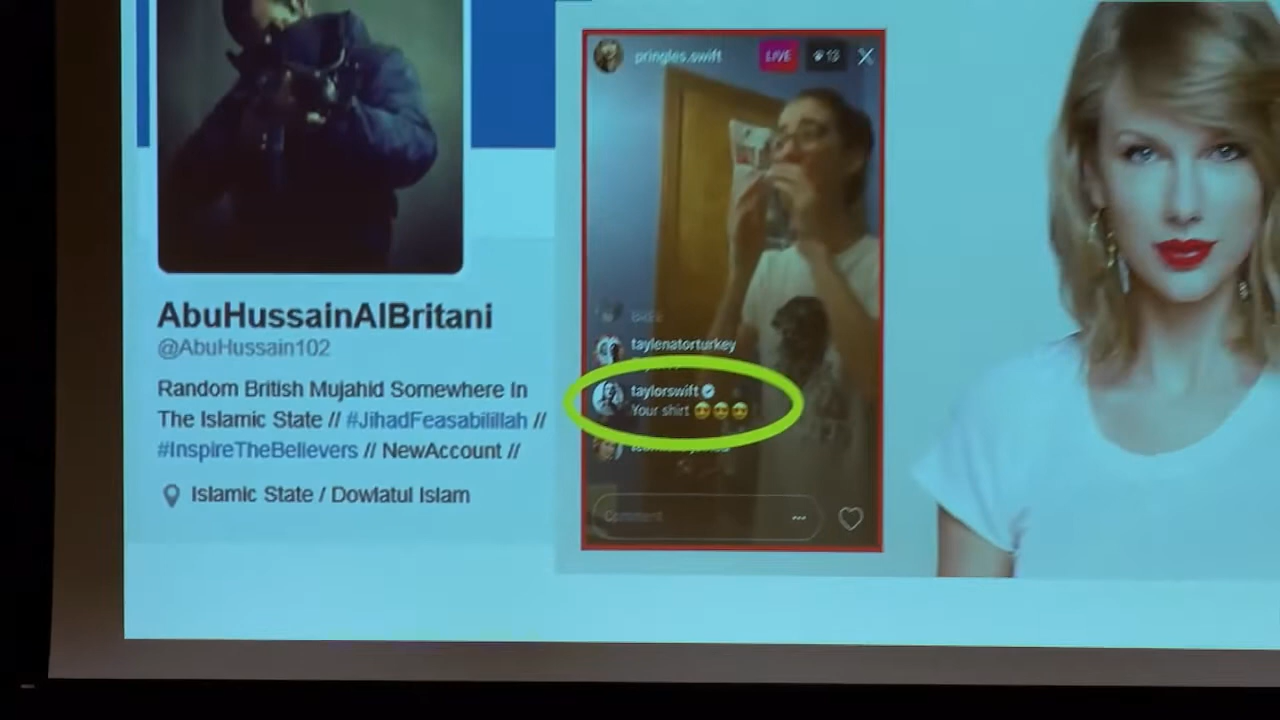 AbuHussainAlBritani
@AbuHussain102
Random British Mujahid Somewhere In
The Islamic State // #JihadFeasabilillah //
#InspireTheBelievers // NewAccount //
Islamic State / Dowlatul Islam
pringles.swift
LIVE
13
taylenatorturkey
taylorswift
Your shirt 😍😍😍
Comment